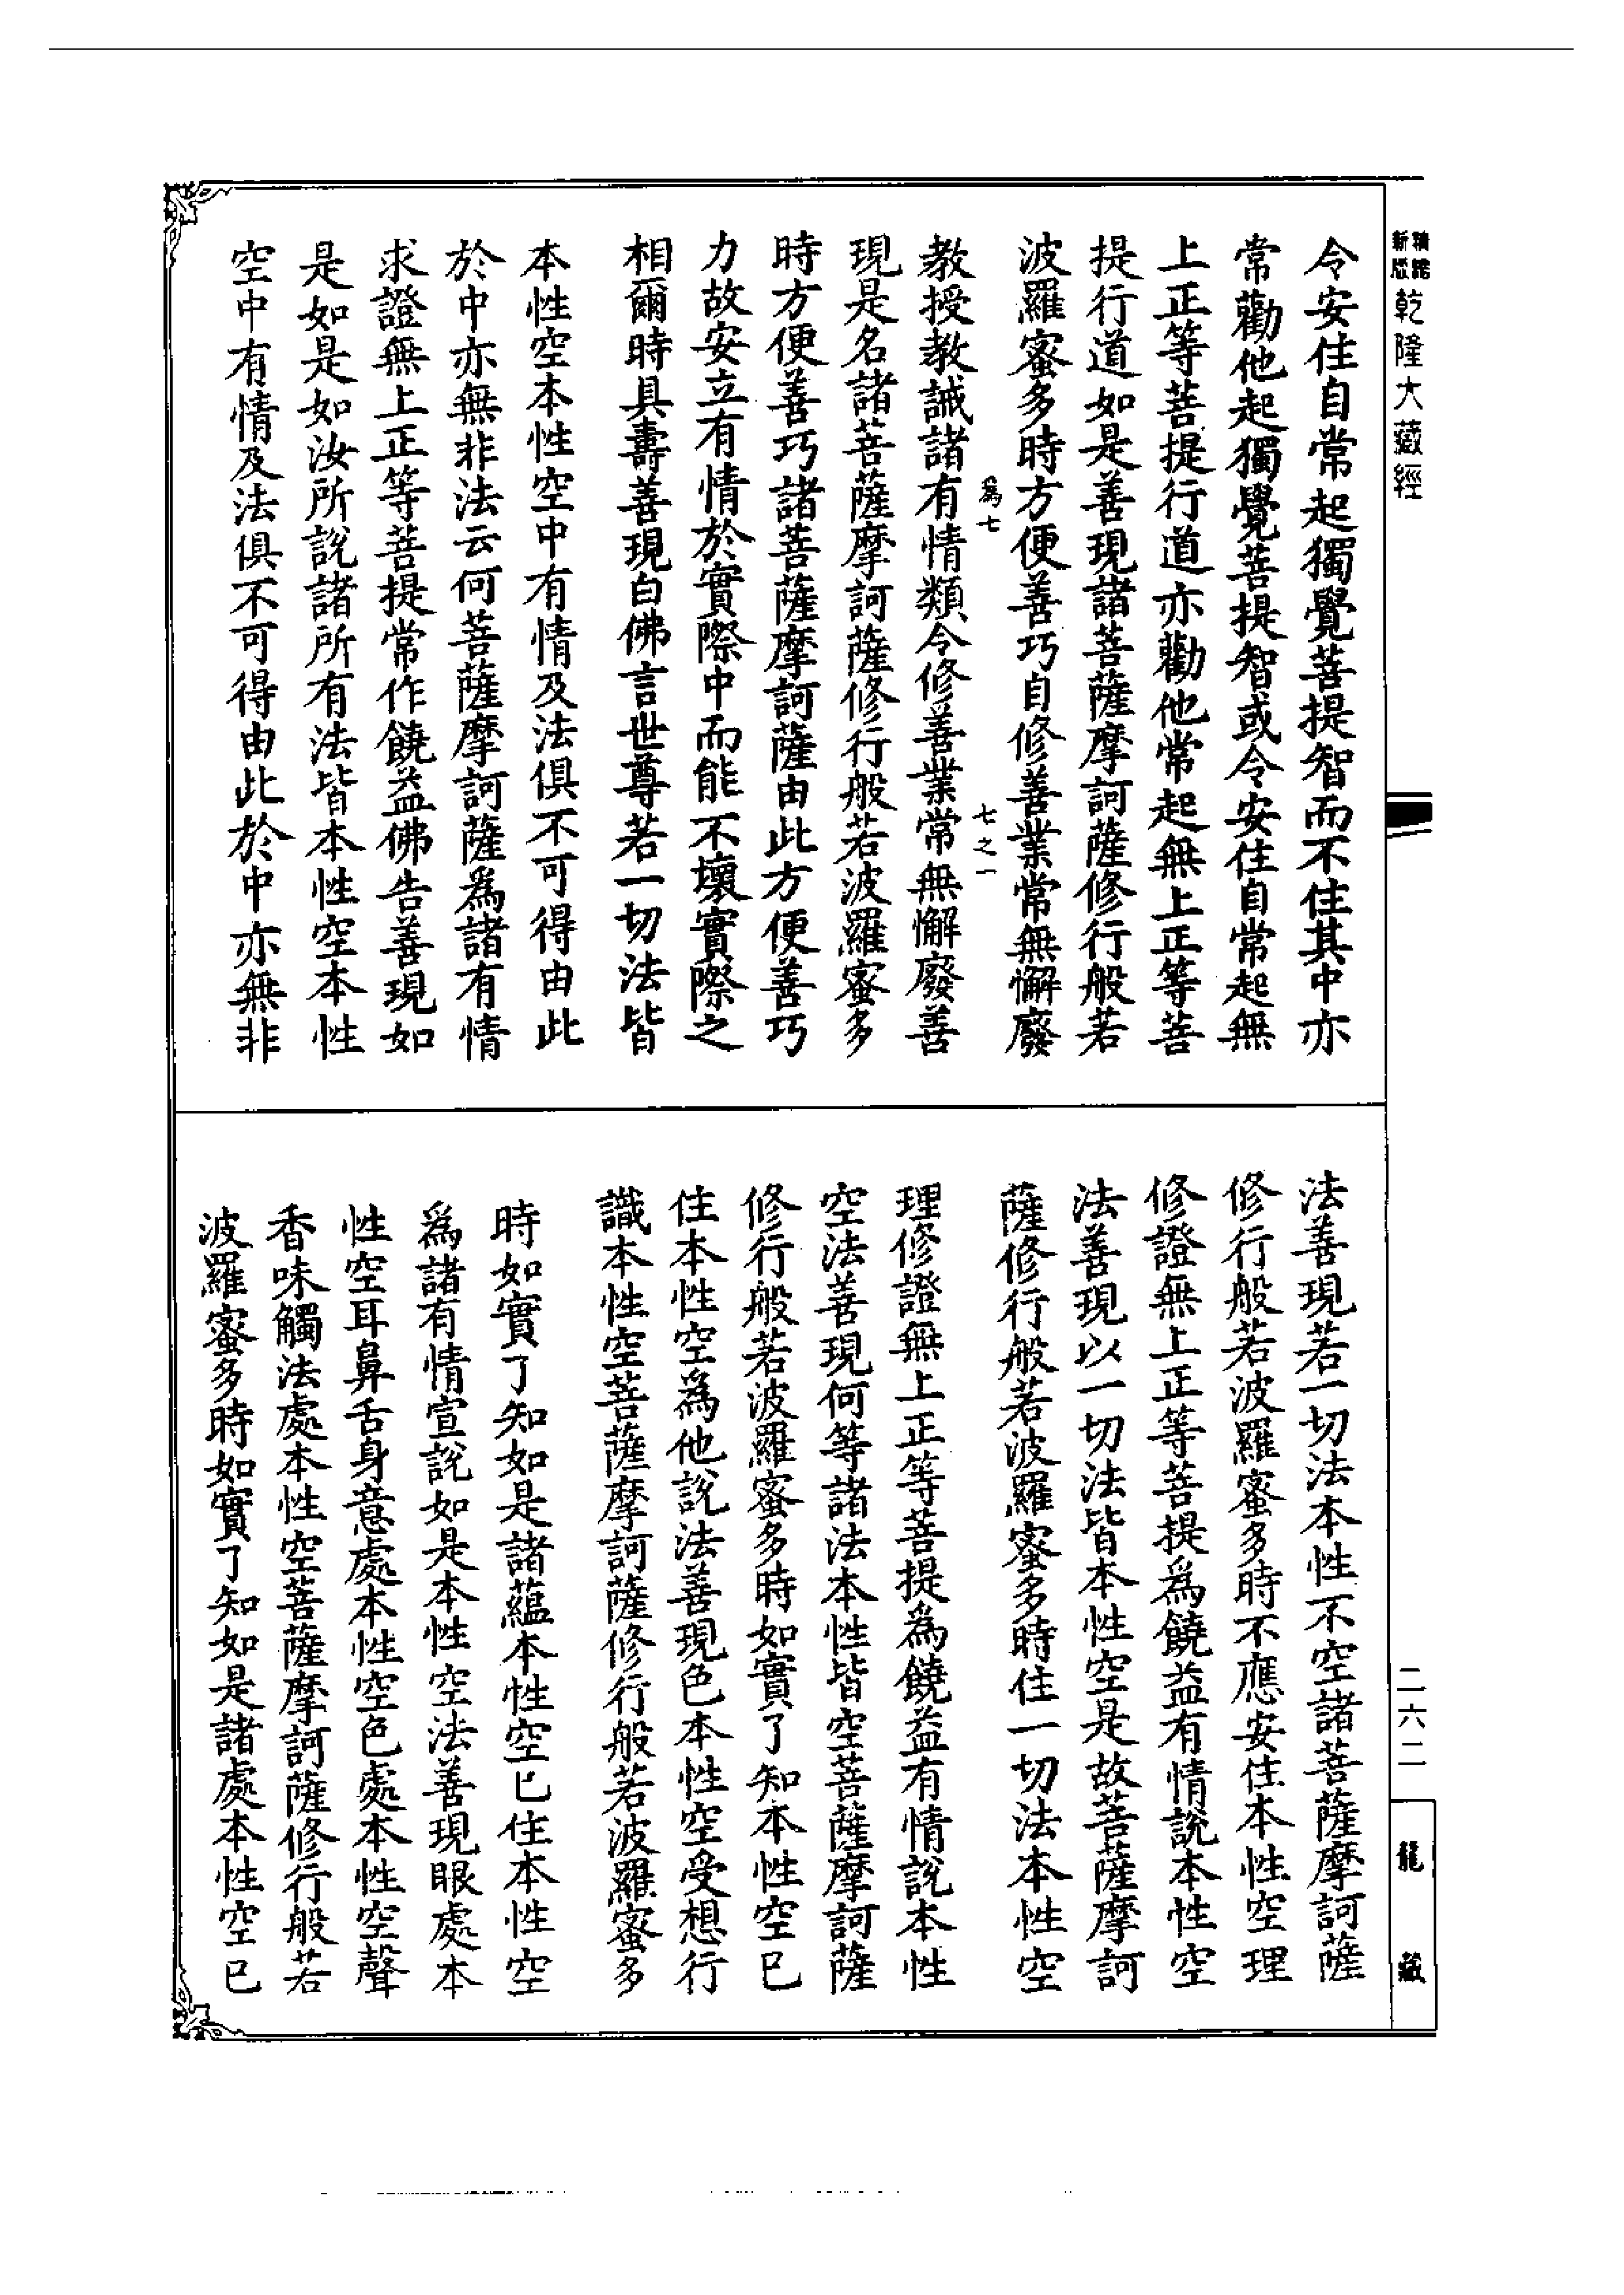 新版
精鋭
乾隆大藏經
令安住自常起獨覺菩提智而不住其中亦
常勸他起獨覺菩提智或令安住自常起無
上正等菩提行道亦勸他常起無上正等菩
提行道如是善現諸菩薩摩訶薩修行般若
波羅蜜多時方便善巧自修善業常無懈廢
為七
七之一
教授教誡諸有情類令修善業常無懈廢善
現是名諸菩薩摩訶薩修行般若波羅蜜多
時方便善巧諸菩薩摩訶薩由此方便善巧
力故安立有情於實際中而能不壞實際之
相爾時具壽善現白佛言世尊若一切法皆
本性空本性空中有情及法俱不可得由此
於中亦無非法云何菩薩摩訶薩為諸有情
求證無上正等菩提常作饒益佛告善現如
是如是如汝所說諸所有法皆本性空本性
空中有情及法俱不可得由此於中亦無非
法善現若一切法本性不空諸菩薩摩訶薩
修行般若波羅蜜多時不應安住本性空理
修證無上正等菩提為饒益有情說本性空
法善現以一切法皆本性空是故菩薩摩訶
薩修行般若波羅蜜多時住一切法本性空
理修證無上正等菩提為饒益有情說本性
空法善現何等諸法本性皆空菩薩摩訶薩
修行般若波羅蜜多時如實了知本性空已
住本性空為他說法善現色本性空受想行
識本性空菩薩摩訶薩修行般若波羅蜜多
時如實了知如是諸蘊本性空已住本性空
為諸有情宣說如是本性空法善現眼處本
性空耳鼻舌身意處本性空色處本性空聲
香味觸法處本性空菩薩摩訶薩修行般若
波羅蜜多時如實了知如是諸處本性空已
二六二
龍藏